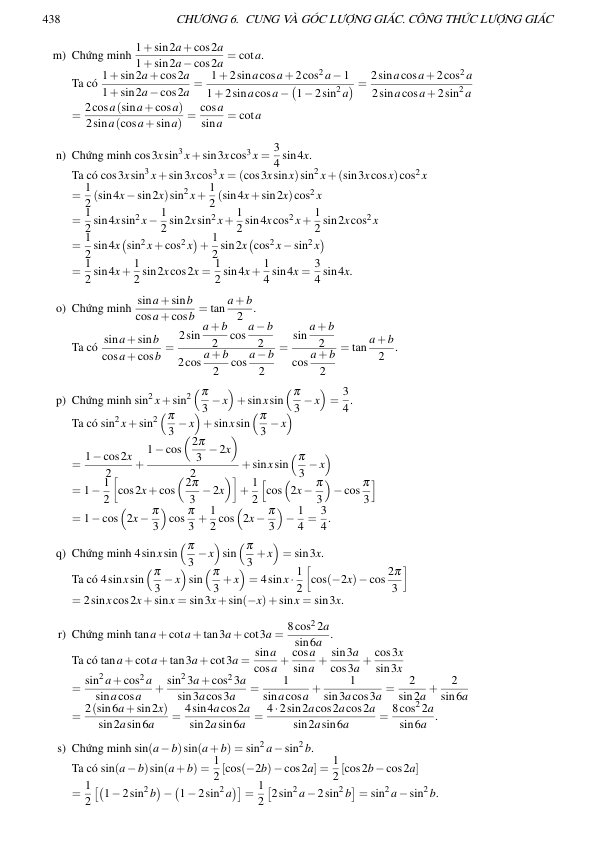 438 CHƯƠNG 6. CUNG VÀ GÓC LƯỢNG GIÁC. CÔNG THỨC LƯỢNG GIÁC
m) Chứng minh $\frac{1+\sin 2a+\cos 2a}{1+\sin 2a-\cos 2a} = \cot a$.
Ta có $\frac{1+\sin 2a+\cos 2a}{1+\sin 2a-\cos 2a} = \frac{1+2\sin a\cos a+2\cos^2 a-1}{1+2\sin a\cos a-(1-2\sin^2 a)} = \frac{2\sin a\cos a+2\cos^2 a}{2\sin a\cos a+2\sin^2 a}$
$= \frac{2\cos a(\sin a+\cos a)}{2\sin a(\cos a+\sin a)} = \frac{\cos a}{\sin a} = \cot a$
n) Chứng minh $\cos 3x\sin^3 x+\sin 3x\cos^3 x = \frac{3}{4}\sin 4x$.
Ta có $\cos 3x\sin^3 x+\sin 3x\cos^3 x = (\cos 3x\sin x)\sin^2 x+(\sin 3x\cos x)\cos^2 x$
$= \frac{1}{2}(\sin 4x-\sin 2x)\sin^2 x+\frac{1}{2}(\sin 4x+\sin 2x)\cos^2 x$
$= \frac{1}{2}\sin 4x\sin^2 x-\frac{1}{2}\sin 2x\sin^2 x+\frac{1}{2}\sin 4x\cos^2 x+\frac{1}{2}\sin 2x\cos^2 x$
$= \frac{1}{2}\sin 4x(\sin^2 x+\cos^2 x)+\frac{1}{2}\sin 2x(\cos^2 x-\sin^2 x)$
$= \frac{1}{2}\sin 4x+\frac{1}{2}\sin 2x\cos 2x = \frac{1}{2}\sin 4x+\frac{1}{4}\sin 4x = \frac{3}{4}\sin 4x$.
o) Chứng minh $\frac{\sin a+\sin b}{\cos a+\cos b} = \tan\frac{a+b}{2}$.
Ta có $\frac{\sin a+\sin b}{\cos a+\cos b} = \frac{2\sin\frac{a+b}{2}\cos\frac{a-b}{2}}{2\cos\frac{a+b}{2}\cos\frac{a-b}{2}} = \frac{\sin\frac{a+b}{2}}{\cos\frac{a+b}{2}} = \tan\frac{a+b}{2}$.
p) Chứng minh $\sin^2 x+\sin^2\left(\frac{\pi}{3}-x\right)+\sin x\sin\left(\frac{\pi}{3}-x\right) = \frac{3}{4}$.
Ta có $\sin^2 x+\sin^2\left(\frac{\pi}{3}-x\right)+\sin x\sin\left(\frac{\pi}{3}-x\right)$
$= \frac{1-\cos 2x}{2}+\frac{1-\cos\left(\frac{2\pi}{3}-2x\right)}{2}+\sin x\sin\left(\frac{\pi}{3}-x\right)$
$= 1-\frac{1}{2}\left[\cos 2x+\cos\left(\frac{2\pi}{3}-2x\right)\right]+\frac{1}{2}\left[\cos\left(2x-\frac{\pi}{3}\right)-\cos\frac{\pi}{3}\right]$
$= 1-\cos\left(2x-\frac{\pi}{3}\right)\cos\frac{\pi}{3}+\frac{1}{2}\cos\left(2x-\frac{\pi}{3}\right)-\frac{1}{4} = \frac{3}{4}$.
q) Chứng minh $4\sin x\sin\left(\frac{\pi}{3}-x\right)\sin\left(\frac{\pi}{3}+x\right) = \sin 3x$.
Ta có $4\sin x\sin\left(\frac{\pi}{3}-x\right)\sin\left(\frac{\pi}{3}+x\right) = 4\sin x\cdot\frac{1}{2}\left[\cos(-2x)-\cos\frac{2\pi}{3}\right]$
$= 2\sin x\cos 2x+\sin x = \sin 3x+\sin(-x)+\sin x = \sin 3x$.
r) Chứng minh $\tan a+\cot a+\tan 3a+\cot 3a = \frac{8\cos^2 2a}{\sin 6a}$.
Ta có $\tan a+\cot a+\tan 3a+\cot 3a = \frac{\sin a}{\cos a}+\frac{\cos a}{\sin a}+\frac{\sin 3a}{\cos 3a}+\frac{\cos 3x}{\sin 3x}$
$= \frac{\sin^2 a+\cos^2 a}{\sin a\cos a}+\frac{\sin^2 3a+\cos^2 3a}{\sin 3a\cos 3a} = \frac{1}{\sin a\cos a}+\frac{1}{\sin 3a\cos 3a} = \frac{2}{\sin 2a}+\frac{2}{\sin 6a}$
$= \frac{2(\sin 6a+\sin 2x)}{\sin 2a\sin 6a} = \frac{4\sin 4a\cos 2a}{\sin 2a\sin 6a} = \frac{4\cdot 2\sin 2a\cos 2a\cos 2a}{\sin 2a\sin 6a} = \frac{8\cos^2 2a}{\sin 6a}$.
s) Chứng minh $\sin(a-b)\sin(a+b) = \sin^2 a-\sin^2 b$.
Ta có $\sin(a-b)\sin(a+b) = \frac{1}{2}[\cos(-2b)-\cos 2a] = \frac{1}{2}[\cos 2b-\cos 2a]$
$= \frac{1}{2}\left[(1-2\sin^2 b)-(1-2\sin^2 a)\right] = \frac{1}{2}\left[2\sin^2 a-2\sin^2 b\right] = \sin^2 a-\sin^2 b$.